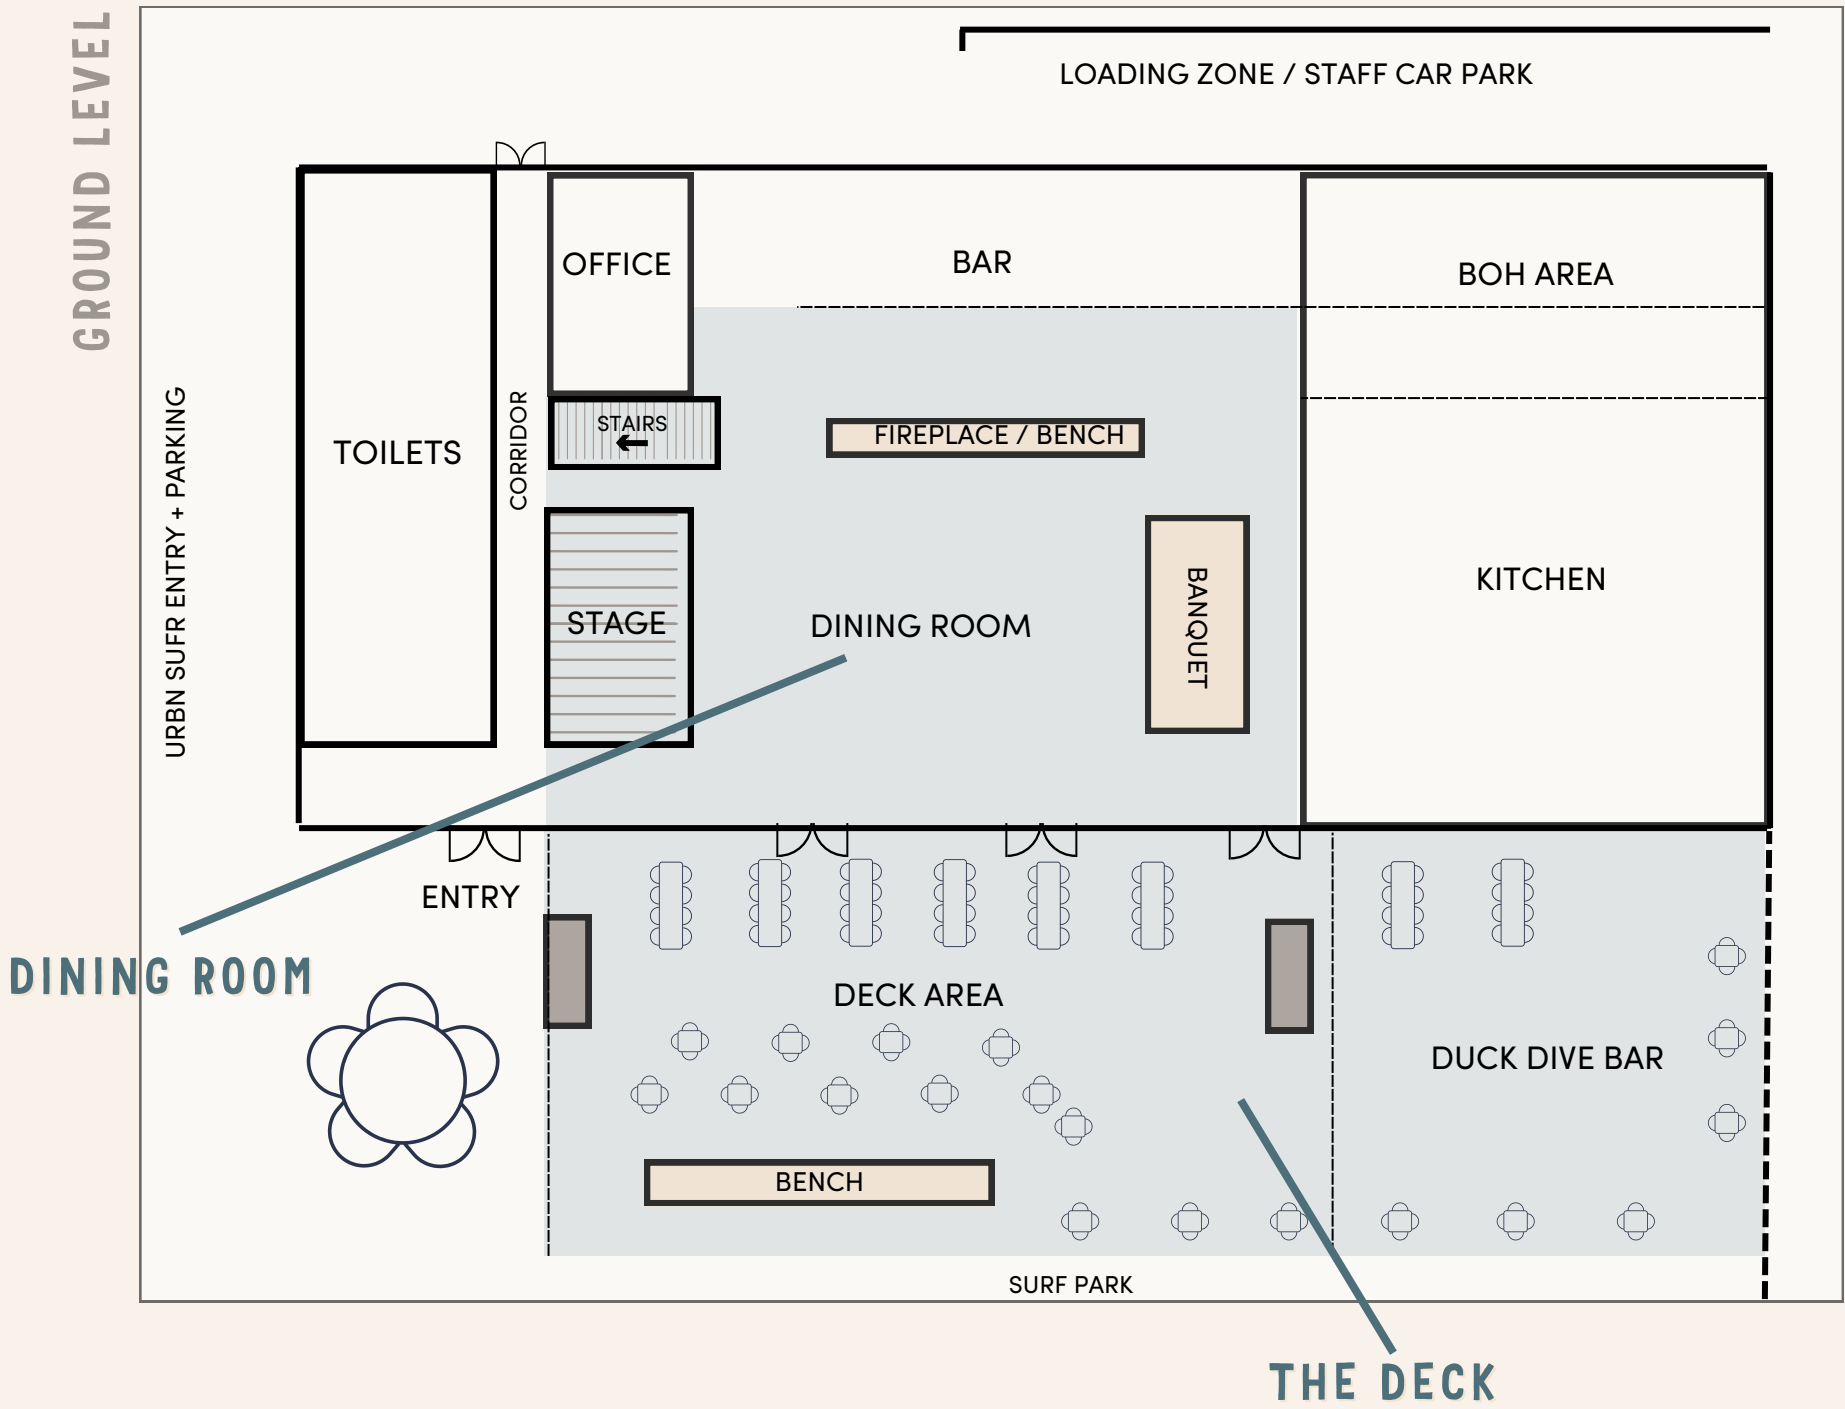 GROUND LEVEL
LOADING ZONE / STAFF CAR PARK
OFFICE
BAR
BOH AREA
STAIRS
FIREPLACE / BENCH
TOILETS
CORRIDOR
URBN SUFR ENTRY + PARKING
STAGE
DINING ROOM
BANQUET
KITCHEN
ENTRY
DINING ROOM
DECK AREA
DUCK DIVE BAR
BENCH
SURF PARK
THE DECK